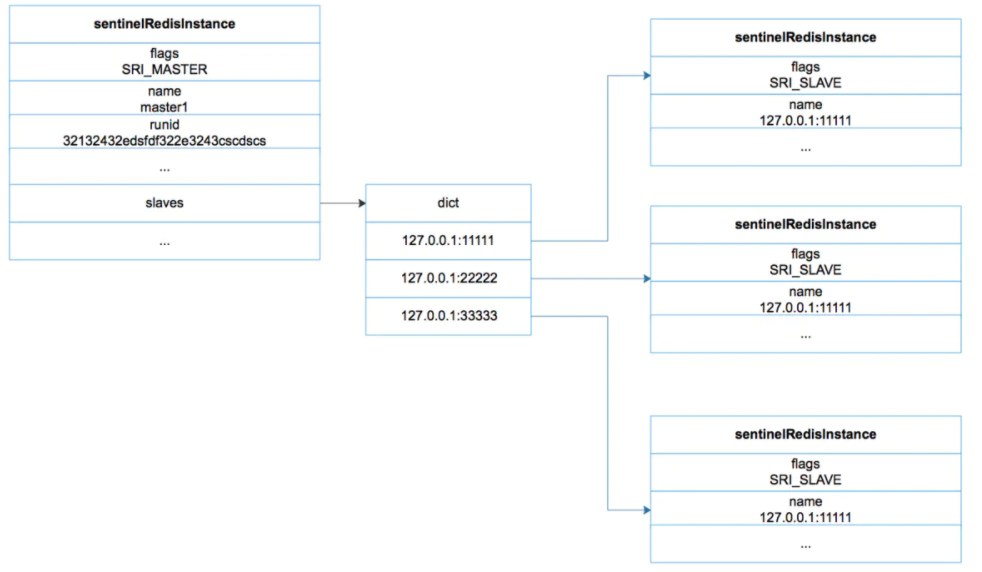 sentinelRedisInstance
flags
SRI_MASTER
name
master1
runid
32132432edsfdf322e3243cscdscs
...
slaves
...
dict
127.0.0.1:11111
127.0.0.1:22222
127.0.0.1:33333
sentinelRedisInstance
flags
SRI_SLAVE
name
127.0.0.1:11111
...
sentinelRedisInstance
flags
SRI_SLAVE
name
127.0.0.1:11111
...
sentinelRedisInstance
flags
SRI_SLAVE
name
127.0.0.1:11111
...